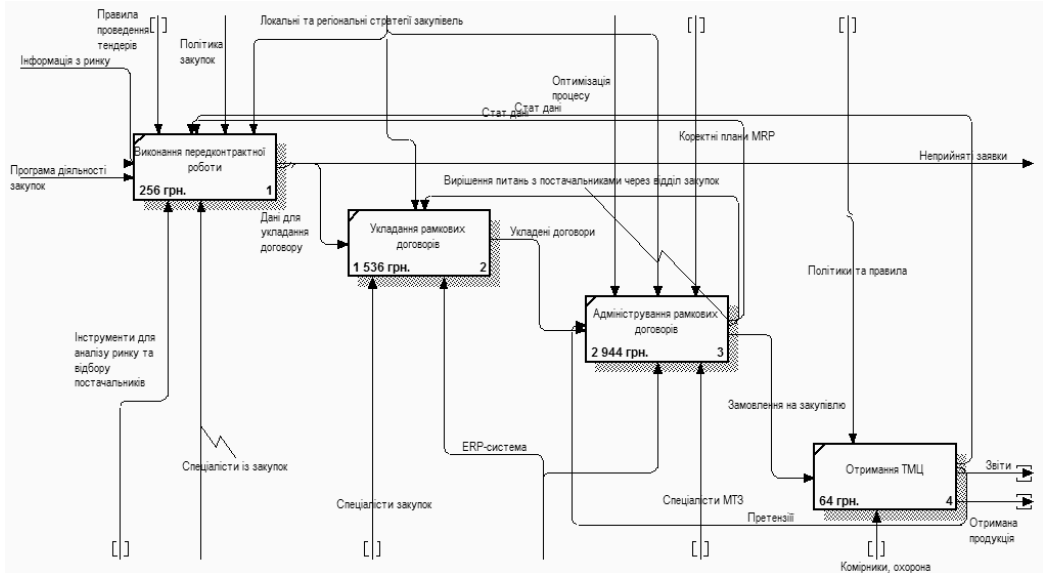 Правила
проведення
тендерів
Політика
закупок
Локальні та регіональні стратегії закупівель
Інформація з ринку
Оптимізація
процесу
Стат дані
Стат дані
Коректні плани MRP
Виконання передконтрактної
роботи
256 грн. 1
Неприйняті заявки
Програма діяльності
закупок
Вирішення питань з постачальниками через відділ закупок
Дані для
укладання
договору
Укладання рамкових
договорів
1 536 грн. 2
Укладені договори
Політики та правила
Адміністрування рамкових
договорів
2 944 грн. 3
Інструменти для
аналізу ринку та
відбору
постачальників
Замовлення на закупівлю
ERP-система
Спеціалісти із закупок
Отримання ТМЦ
64 грн. 4
Звіти
Спеціалісти закупок
Спеціалісти МТЗ
Претензії
Отримана
продукція
Комірники, охорона